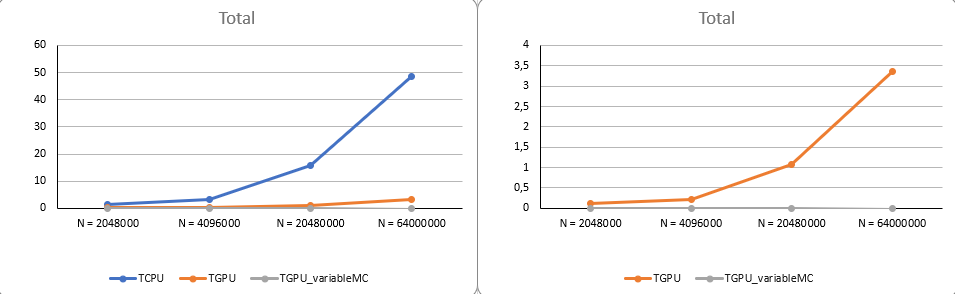 Total
60
50
40
30
20
10
0
N = 2048000 N = 4096000 N = 20480000 N = 64000000
TCPU TGPU TGPU_variableMC
Total
4
3,5
3
2,5
2
1,5
1
0,5
0
N = 2048000 N = 4096000 N = 20480000 N = 64000000
TGPU TGPU_variableMC